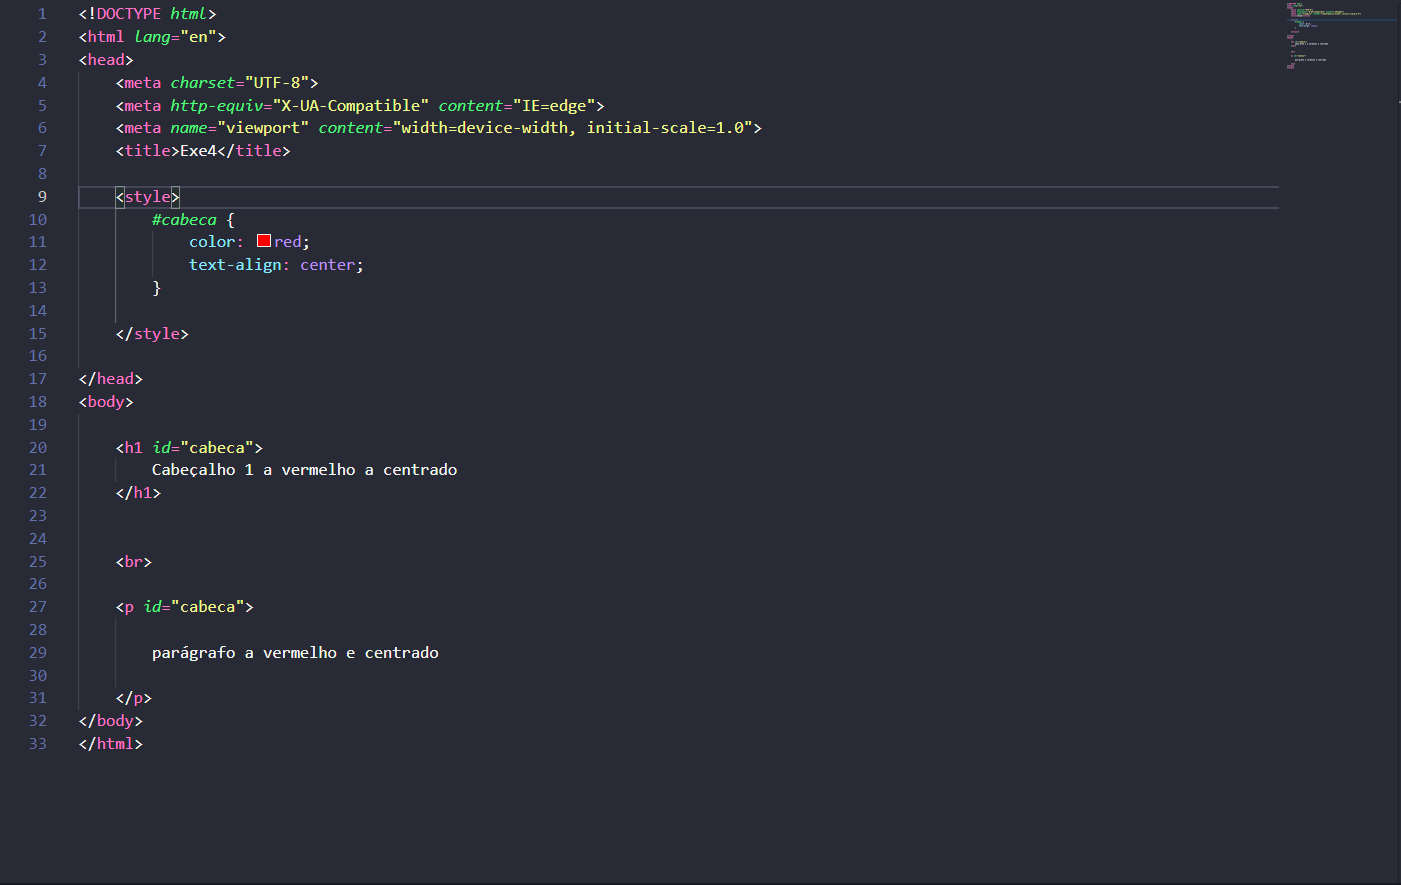 1 <!DOCTYPE html>
2 <html lang="en">
3 <head>
4     <meta charset="UTF-8">
5     <meta http-equiv="X-UA-Compatible" content="IE=edge">
6     <meta name="viewport" content="width=device-width, initial-scale=1.0">
7     <title>Exe4</title>
8
9     <style>
10         #cabeca {
11             color: red;
12             text-align: center;
13         }
14
15     </style>
16
17 </head>
18 <body>
19
20     <h1 id="cabeca">
21         Cabeçalho 1 a vermelho a centrado
22     </h1>
23
24
25     <br>
26
27     <p id="cabeca">
28
29         parágrafo a vermelho e centrado
30
31     </p>
32 </body>
33 </html>